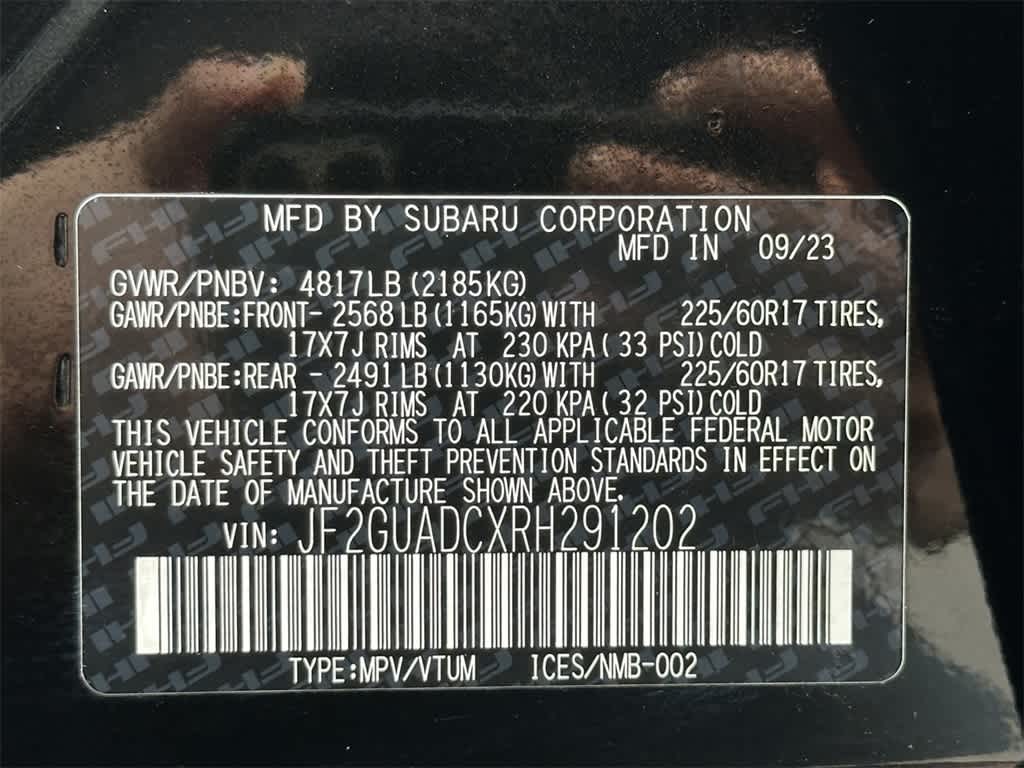 MFD BY SUBARU CORPORATION
MFD IN 09/23
GVWR/PNBV: 4817LB (2185KG)
GAWR/PNBE:FRONT- 2568 LB (1165KG) WITH 225/60R17 TIRES,
17X7J RIMS AT 230 KPA ( 33 PSI) COLD
GAWR/PNBE:REAR - 2491 LB (1130KG) WITH 225/60R17 TIRES,
17X7J RIMS AT 220 KPA ( 32 PSI) COLD
THIS VEHICLE CONFORMS TO ALL APPLICABLE FEDERAL MOTOR
VEHICLE SAFETY AND THEFT PREVENTION STANDARDS IN EFFECT ON
THE DATE OF MANUFACTURE SHOWN ABOVE.
VIN: JF2GUADCXRH291202
TYPE:MPV/VTUM ICES/NMB-002